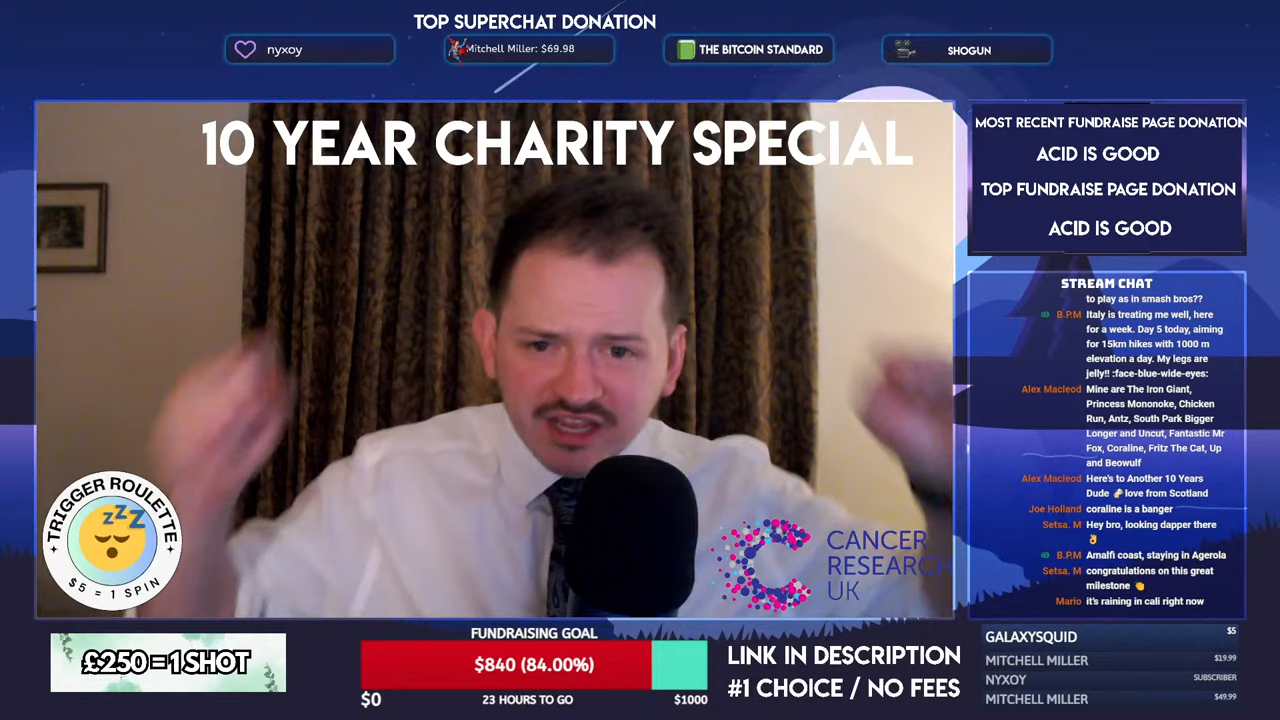 TOP SUPERCHAT DONATION
nyxoy
Mitchell Miller: $69.98
THE BITCOIN STANDARD
SHOGUN
10 YEAR CHARITY SPECIAL
MOST RECENT FUNDRAISE PAGE DONATION
ACID IS GOOD
TOP FUNDRAISE PAGE DONATION
ACID IS GOOD
STREAM CHAT
to play as in smash bros??
B.P.M Italy is treating me well, here
for a week. Day 5 today, aiming
for 15km hikes with 1000 m
elevation a day. My legs are
jelly!! :face-blue-wide-eyes:
Alex Macleod Mine are The Iron Giant,
Princess Mononoke, Chicken
Run, Antz, South Park Bigger
Longer and Uncut, Fantastic Mr
Fox, Coraline, Fritz The Cat, Up
and Beowulf
Alex Macleod Here's to Another 10 Years
Dude love from Scotland
Joe Holland coraline is a banger
Setsa. M Hey bro, looking dapper there
B.P.M Amalfi coast, staying in Agerola
Setsa. M congratulations on this great
milestone
Mario it's raining in cali right now
TRIGGER ROULETTE
zzZ
$5 = 1 SPIN
CANCER
RESEARCH
UK
£250 = 1 SHOT
FUNDRAISING GOAL
$840 (84.00%)
$0
23 HOURS TO GO
$1000
LINK IN DESCRIPTION
#1 CHOICE / NO FEES
GALAXYSQUID $5
MITCHELL MILLER $19.99
NYXOY SUBSCRIBER
MITCHELL MILLER $49.99